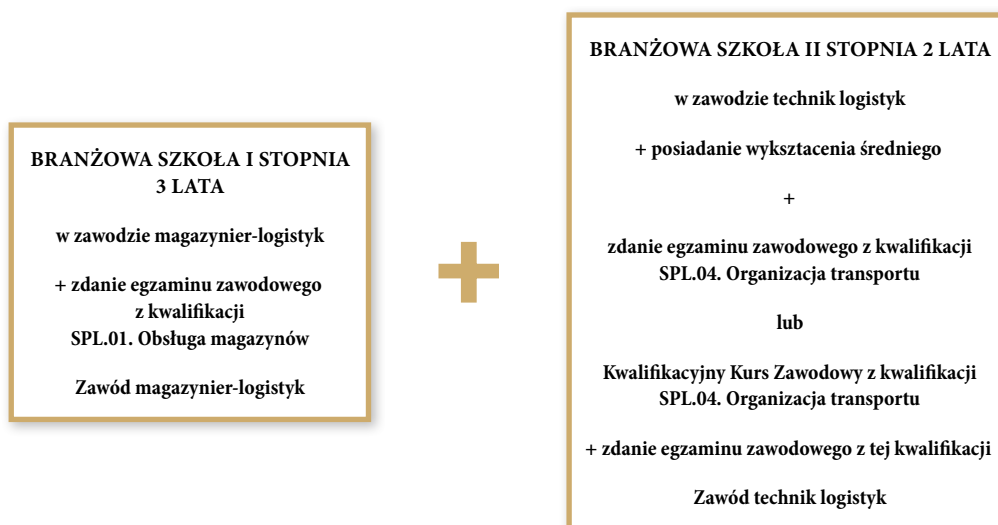 BRANŻOWA SZKOŁA I STOPNIA
3 LATA
w zawodzie magazynier-logistyk
+ zdanie egzaminu zawodowego
z kwalifikacji
SPL.01. Obsługa magazynów
Zawód magazynier-logistyk
+
BRANŻOWA SZKOŁA II STOPNIA 2 LATA
w zawodzie technik logistyk
+ posiadanie wyksztacenia średniego
+
zdanie egzaminu zawodowego z kwalifikacji
SPL.04. Organizacja transportu
lub
Kwalifikacyjny Kurs Zawodowy z kwalifikacji
SPL.04. Organizacja transportu
+ zdanie egzaminu zawodowego z tej kwalifikacji
Zawód technik logistyk